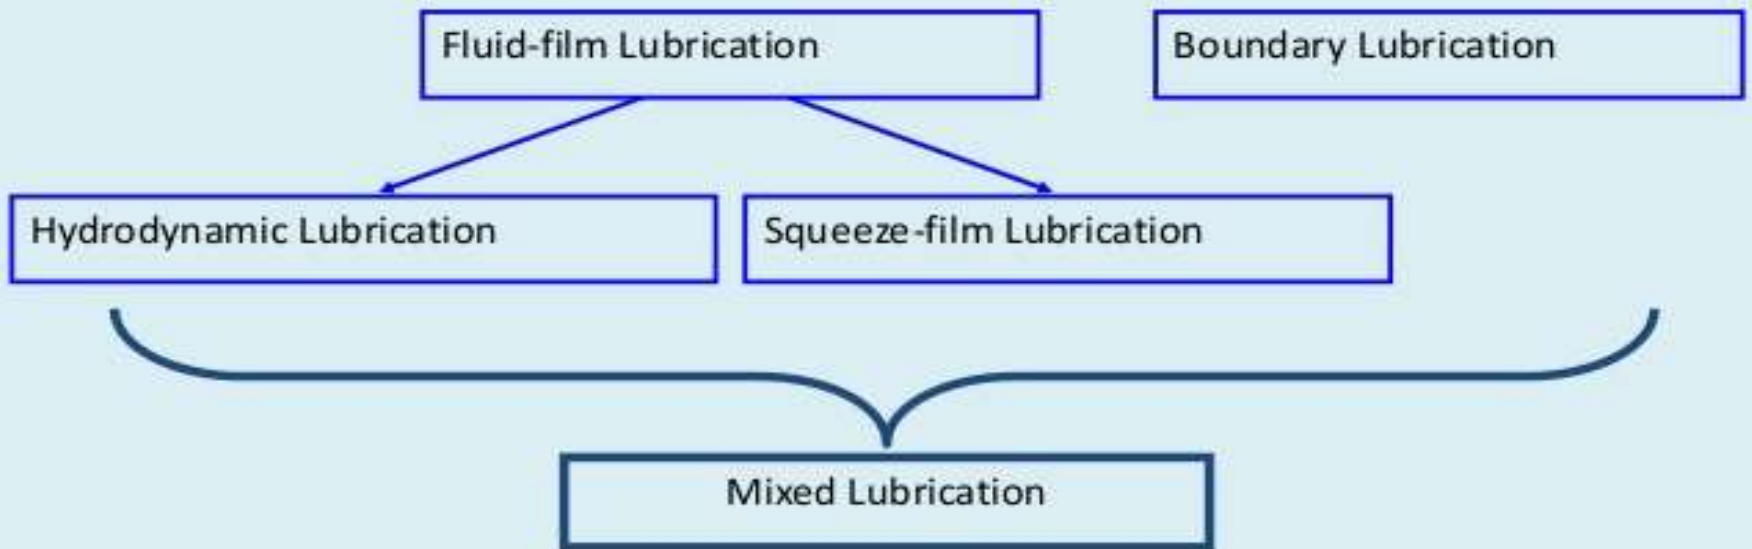 Fluid-film Lubrication
Boundary Lubrication
Hydrodynamic Lubrication
Squeeze-film Lubrication
Mixed Lubrication